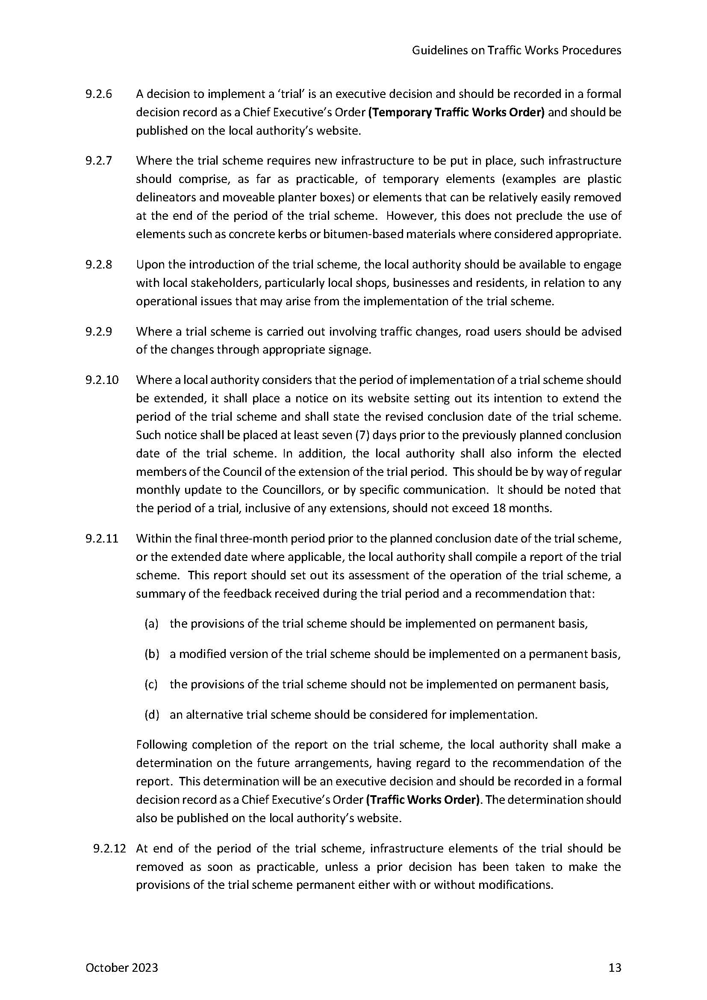 Guidelines on Traffic Works Procedures
9.2.6 A decision to implement a ‘trial’ is an executive decision and should be recorded in a formal
decision record as a Chief Executive’s Order (Temporary Traffic Works Order) and should be
published on the local authority’s website.
9.2.7 Where the trial scheme requires new infrastructure to be put in place, such infrastructure
should comprise, as far as practicable, of temporary elements (examples are plastic
delineators and moveable planter boxes) or elements that can be relatively easily removed
at the end of the period of the trial scheme. However, this does not preclude the use of
elements such as concrete kerbs or bitumen-based materials where considered appropriate.
9.2.8 Upon the introduction of the trial scheme, the local authority should be available to engage
with local stakeholders, particularly local shops, businesses and residents, in relation to any
operational issues that may arise from the implementation of the trial scheme.
9.2.9 Where a trial scheme is carried out involving traffic changes, road users should be advised
of the changes through appropriate signage.
9.2.10 Where a local authority considers that the period of implementation of a trial scheme should
be extended, it shall place a notice on its website setting out its intention to extend the
period of the trial scheme and shall state the revised conclusion date of the trial scheme.
Such notice shall be placed at least seven (7) days prior to the previously planned conclusion
date of the trial scheme. In addition, the local authority shall also inform the elected
members of the Council of the extension of the trial period. This should be by way of regular
monthly update to the Councillors, or by specific communication. It should be noted that
the period of a trial, inclusive of any extensions, should not exceed 18 months.
9.2.11 Within the final three-month period prior to the planned conclusion date of the trial scheme,
or the extended date where applicable, the local authority shall compile a report of the trial
scheme. This report should set out its assessment of the operation of the trial scheme, a
summary of the feedback received during the trial period and a recommendation that:
(a) the provisions of the trial scheme should be implemented on permanent basis,
(b) a modified version of the trial scheme should be implemented on a permanent basis,
(c) the provisions of the trial scheme should not be implemented on permanent basis,
(d) an alternative trial scheme should be considered for implementation.
Following completion of the report on the trial scheme, the local authority shall make a
determination on the future arrangements, having regard to the recommendation of the
report. This determination will be an executive decision and should be recorded in a formal
decision record as a Chief Executive’s Order (Traffic Works Order). The determination should
also be published on the local authority’s website.
9.2.12 At end of the period of the trial scheme, infrastructure elements of the trial should be
removed as soon as practicable, unless a prior decision has been taken to make the
provisions of the trial scheme permanent either with or without modifications.
October 2023 13